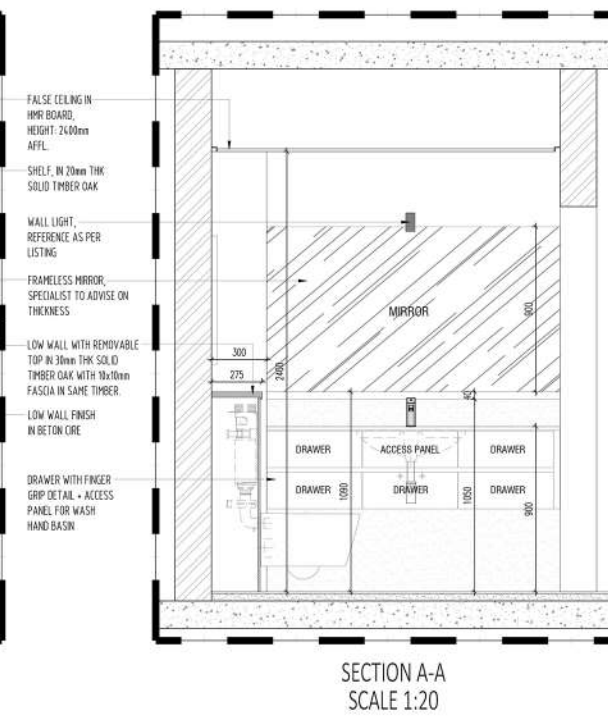 FALSE CEILING IN
HMR BOARD,
HEIGHT: 2400mm
AFFL.
SHELF, IN 20mm THK
SOLID TIMBER OAK
WALL LIGHT,
REFERENCE AS PER
LISTING
FRAMELESS MIRROR,
SPECIALIST TO ADVISE ON
THICKNESS
LOW WALL WITH REMOVABLE
TOP IN 30mm THK SOLID
TIMBER OAK WITH 10x10mm
FASCIA IN SAME TIMBER.
LOW WALL FINISH
IN BETON CIRE
DRAWER WITH FINGER
GRIP DETAIL + ACCESS
PANEL FOR WASH
HAND BASIN
MIRROR
900
300
275
2460
40
DRAWER
ACCESS PANEL
DRAWER
DRAWER
DRAWER
DRAWER
1090
1050
900
SECTION A-A
SCALE 1:20